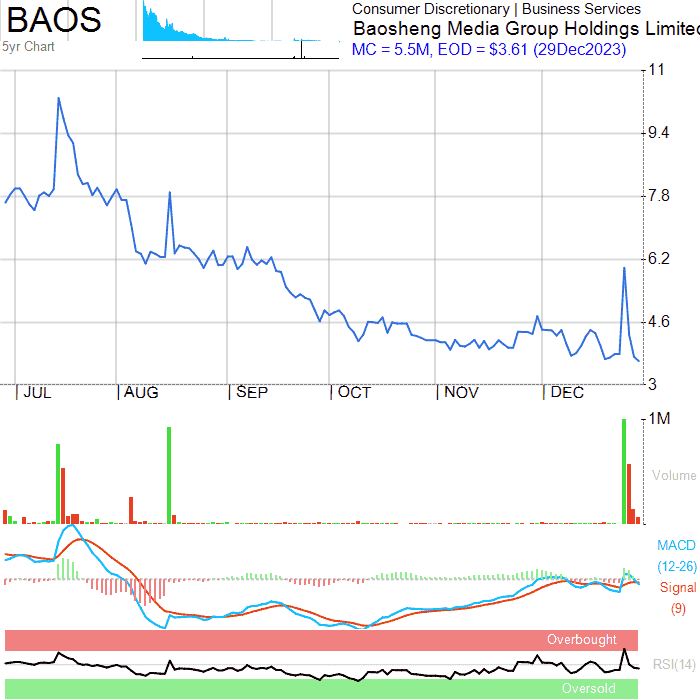 BAOS
5yr Chart
Consumer Discretionary | Business Services
Baosheng Media Group Holdings Limited
MC = 5.5M, EOD = $3.61 (29Dec2023)
11
9.4
7.8
6.2
4.6
3
JUL AUG SEP OCT NOV DEC
1M
Volume
MACD
(12-26)
Signal
(9)
Overbought
RSI(14)
Oversold